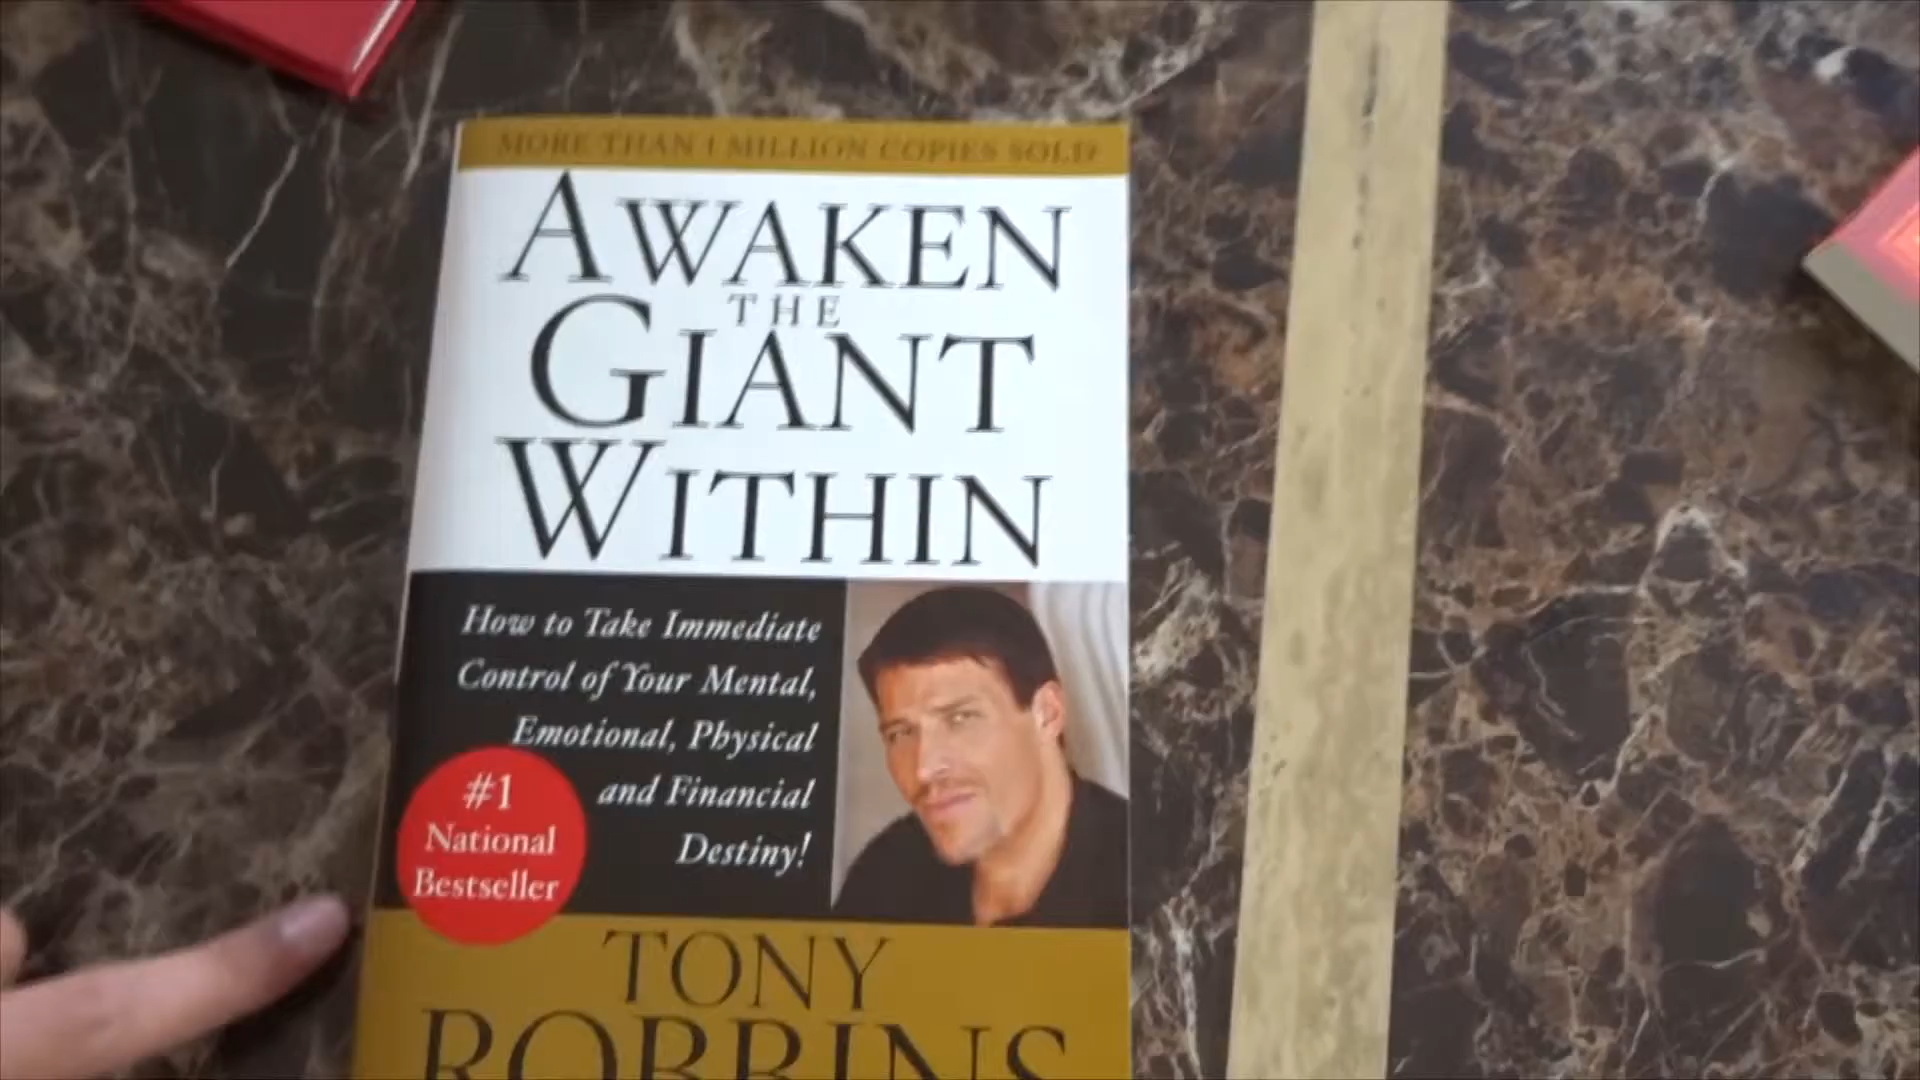 MORE THAN 1 MILLION COPIES SOLD
AWAKEN
THE
GIANT
WITHIN
How to Take Immediate
Control of Your Mental,
Emotional, Physical
and Financial
Destiny!
#1
National
Bestseller
TONY
ROBBINS